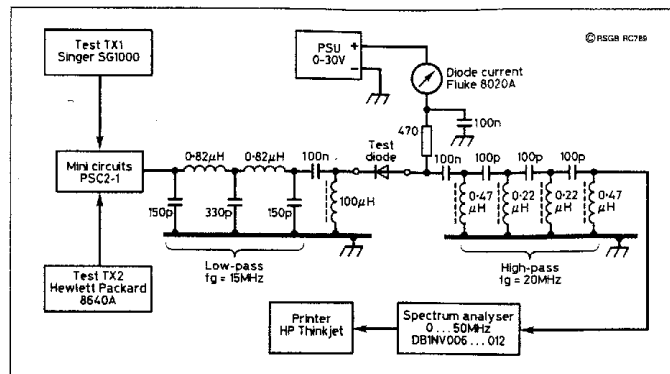 Test TX1
Singer SG1000
PSU
0-30V
+
−
Diode current
Fluke 8020A
© RSGB RC789
470
100n
Mini circuits
PSC2-1
0·82μH
0·82μH
100n
Test
diode
100n
100p
100p
100p
150p
330p
150p
100μH
0·47
μH
0·22
μH
0·22
μH
0·47
μH
Low-pass
fg = 15MHz
High-pass
fg = 20MHz
Test TX2
Hewlett Packard
8640A
Printer
HP Thinkjet
Spectrum analyser
0 ... 50MHz
DB1NV006 ... 012